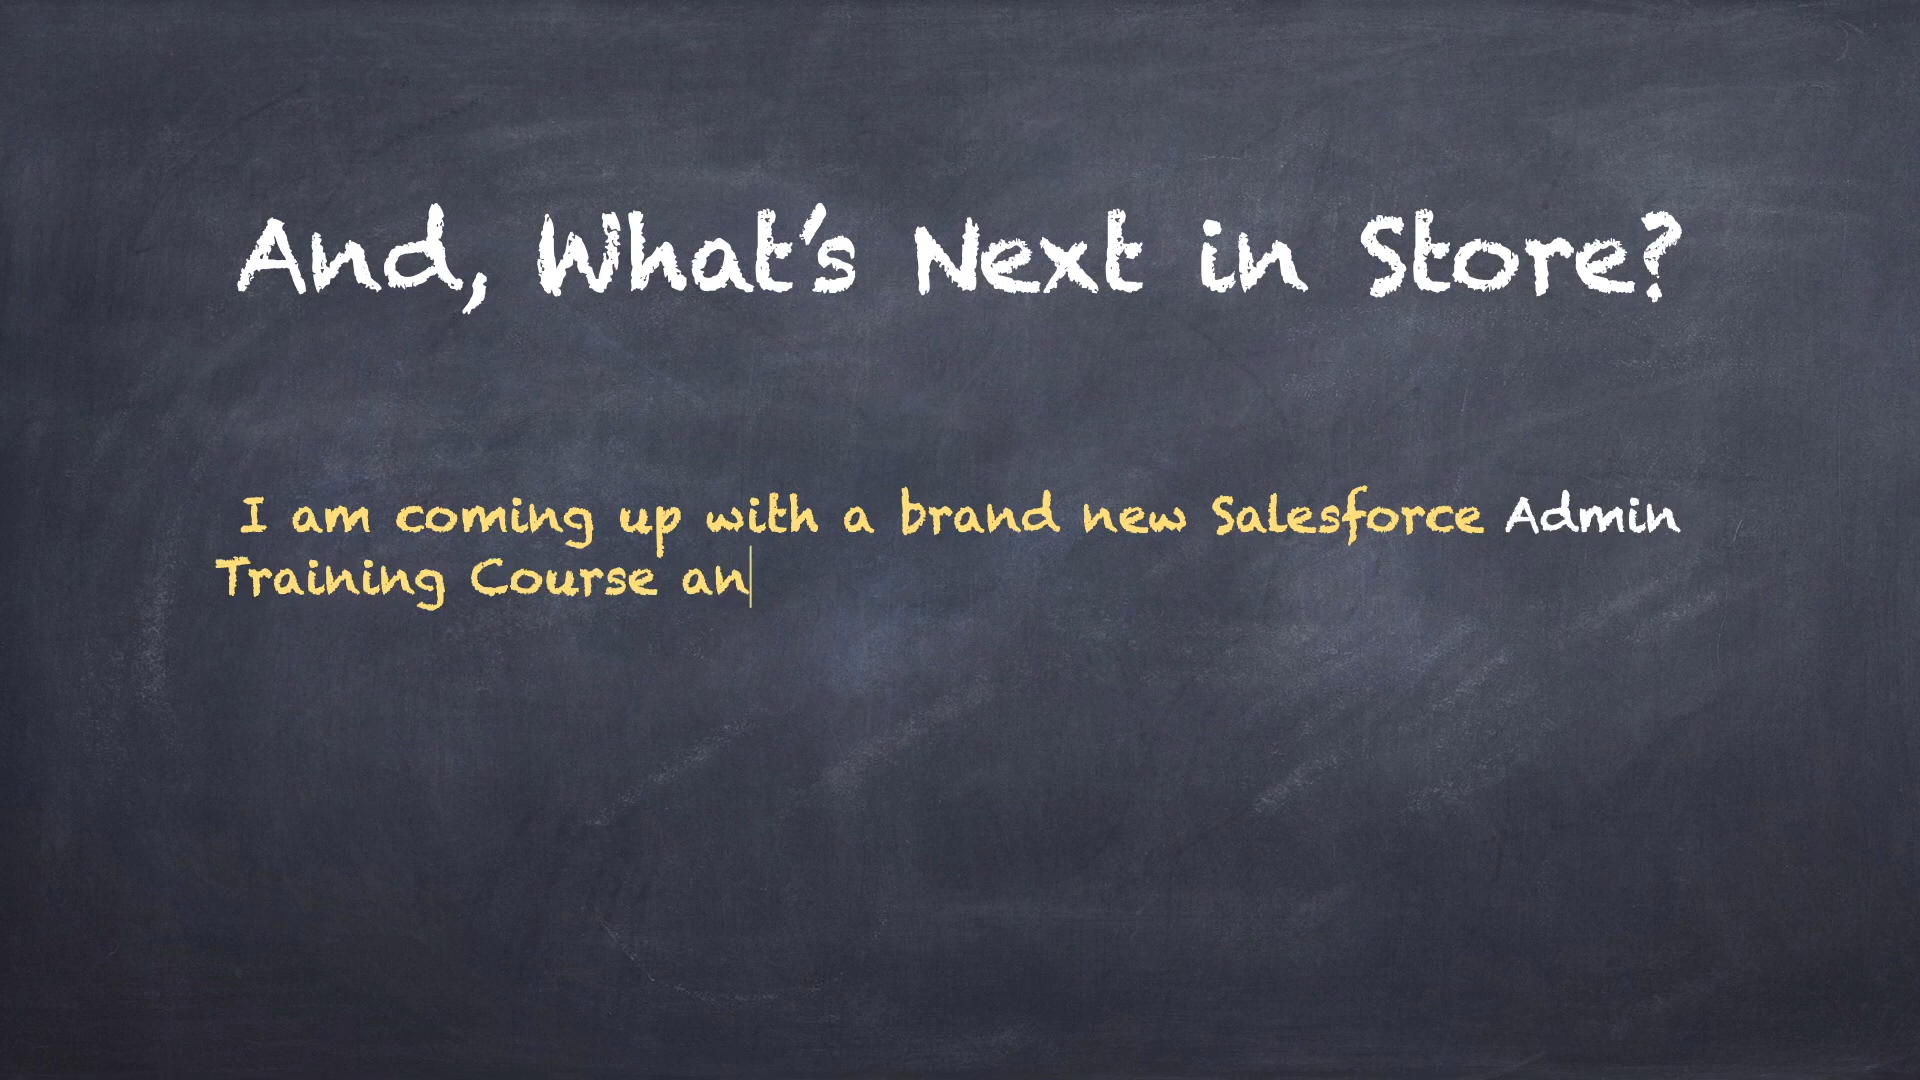 And, What's Next in Store?
I am coming up with a brand new Salesforce Admin
Training Course an